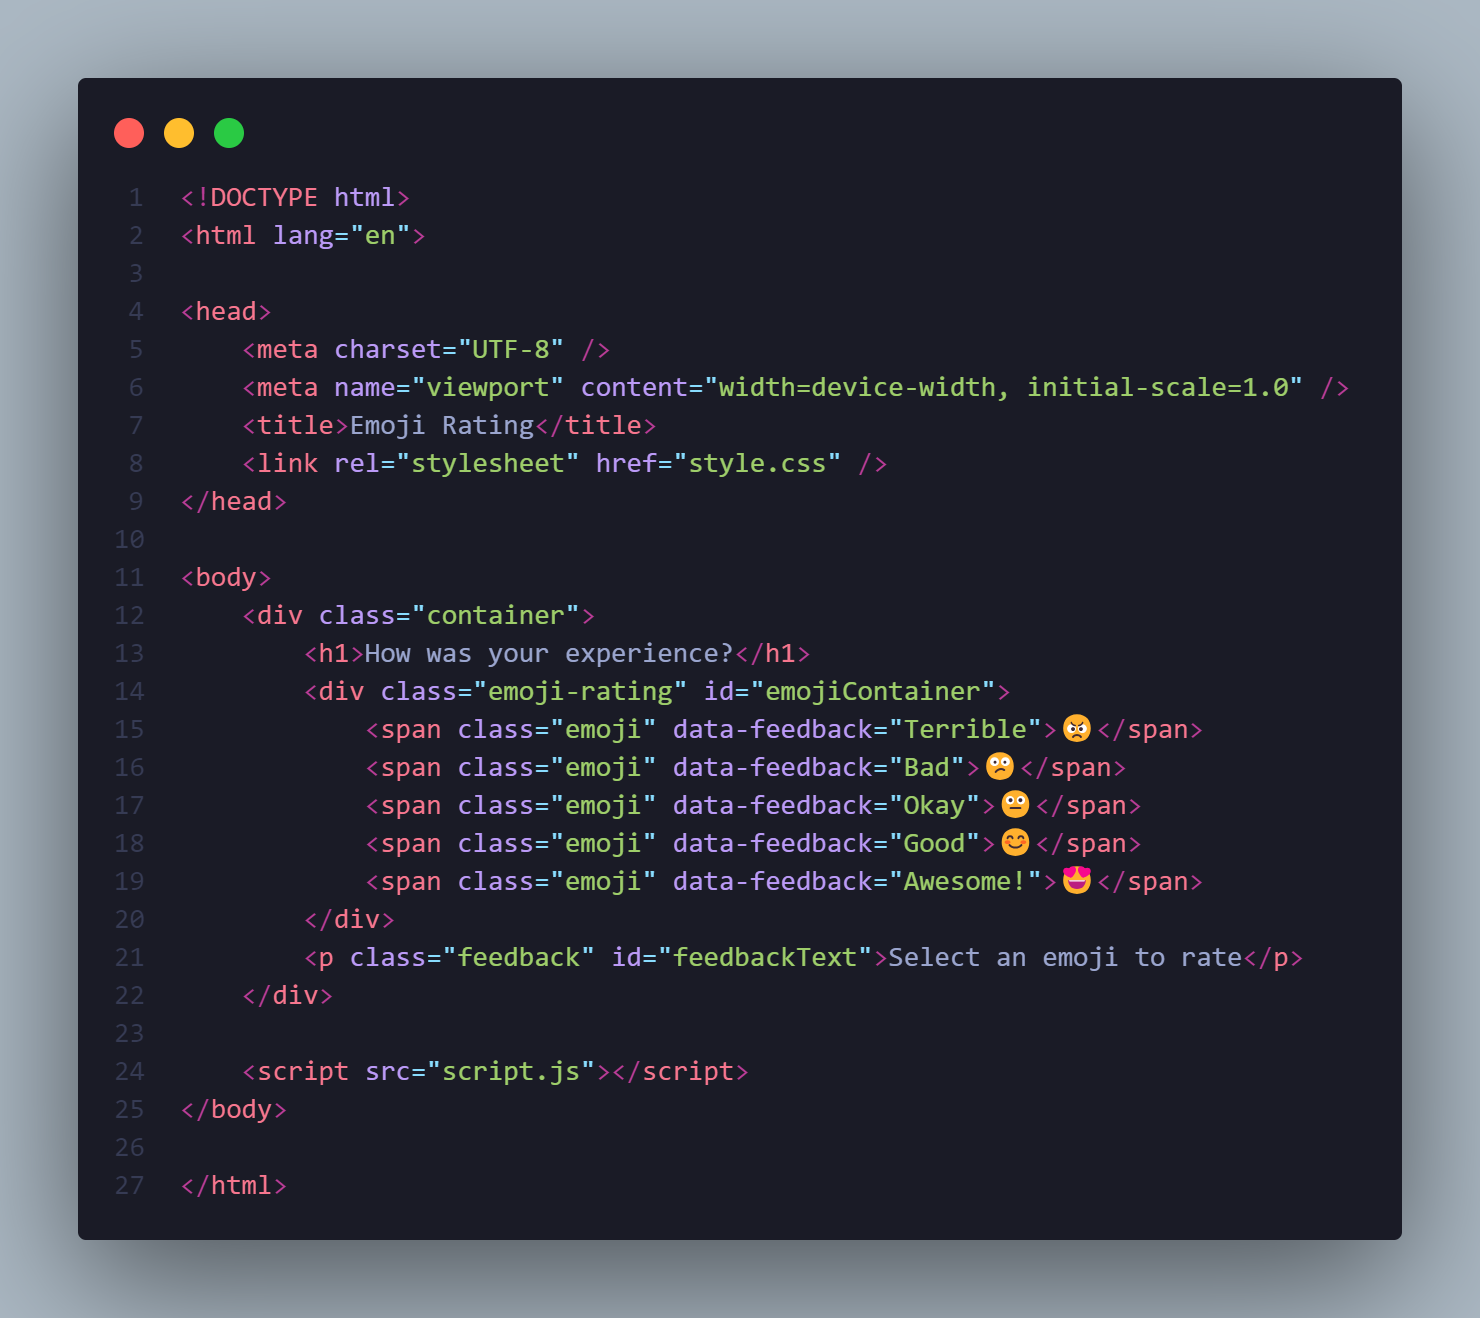 1 <!DOCTYPE html>
2 <html lang="en">
3
4 <head>
5     <meta charset="UTF-8" />
6     <meta name="viewport" content="width=device-width, initial-scale=1.0" />
7     <title>Emoji Rating</title>
8     <link rel="stylesheet" href="style.css" />
9 </head>
10
11 <body>
12     <div class="container">
13         <h1>How was your experience?</h1>
14         <div class="emoji-rating" id="emojiContainer">
15             <span class="emoji" data-feedback="Terrible">😠</span>
16             <span class="emoji" data-feedback="Bad">😕</span>
17             <span class="emoji" data-feedback="Okay">😐</span>
18             <span class="emoji" data-feedback="Good">😊</span>
19             <span class="emoji" data-feedback="Awesome!">😍</span>
20         </div>
21         <p class="feedback" id="feedbackText">Select an emoji to rate</p>
22     </div>
23
24     <script src="script.js"></script>
25 </body>
26
27 </html>